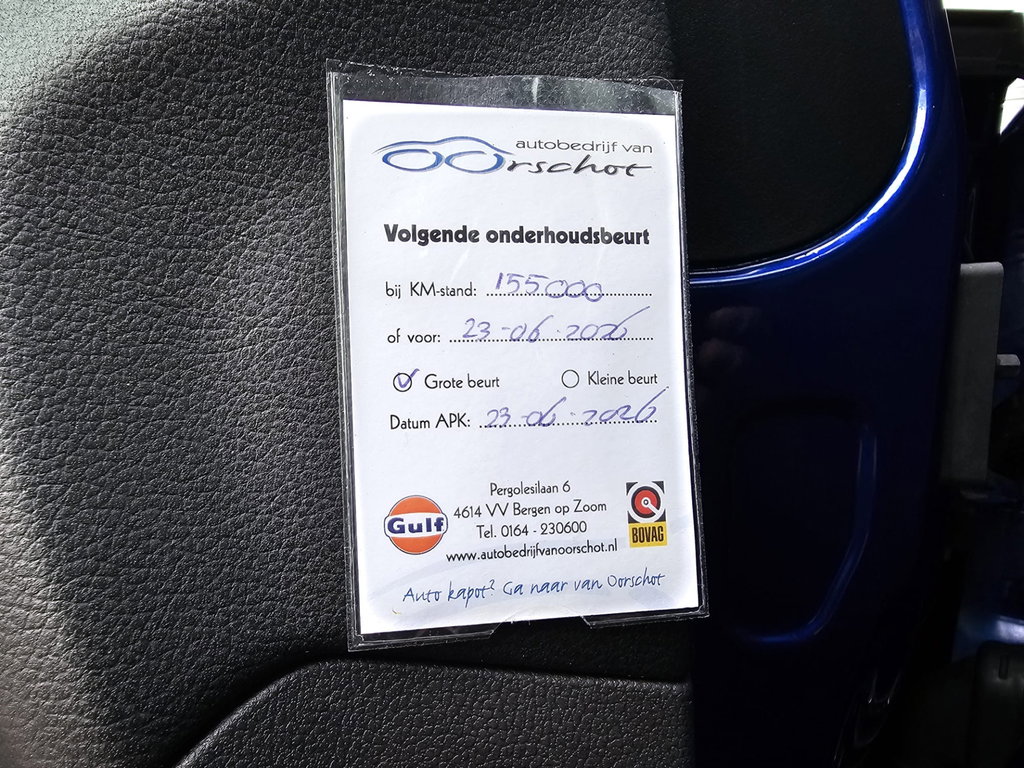 autobedrijf van
OOrschot
Volgende onderhoudsbeurt
bij KM-stand: 155000
of voor: 23-06-2026
Grote beurt Kleine beurt
Datum APK: 23-06-2026
Pergolesilaan 6
4614 VV Bergen op Zoom
Tel. 0164 - 230600
www.autobedrijfvanoorschot.nl
Gulf
BOVAG
Auto kapot? Ga naar van Oorschot